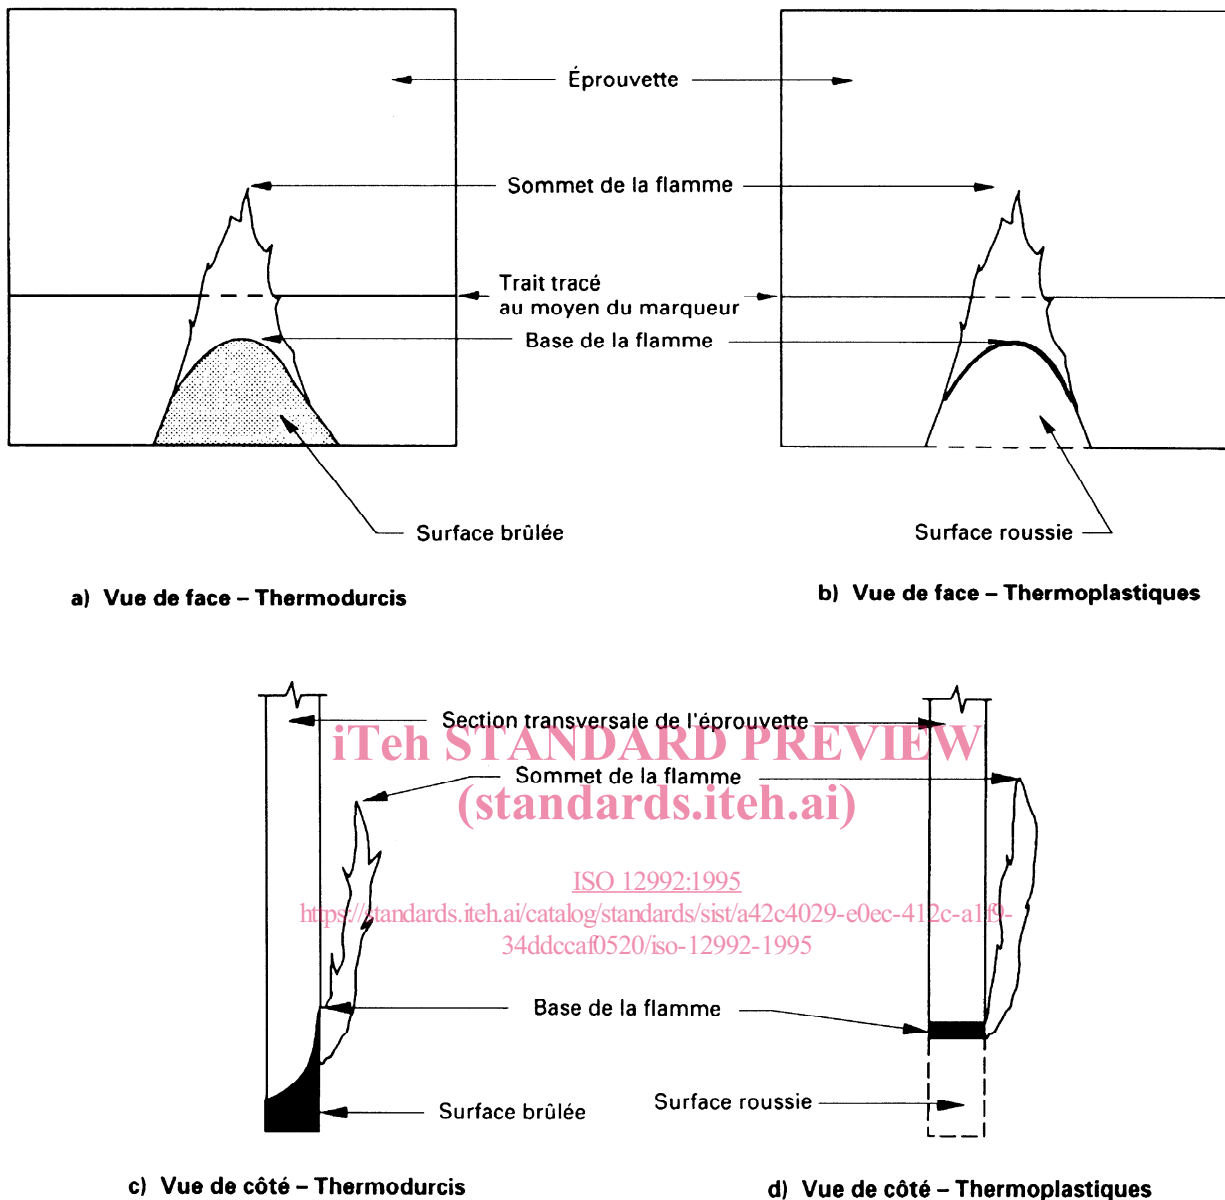 Éprouvette
Sommet de la flamme
Trait tracé
au moyen du marqueur
Base de la flamme
Surface brûlée
Surface roussie
a) Vue de face – Thermodurcis
b) Vue de face – Thermoplastiques
Section transversale de l'éprouvette
iTeh STANDARD PREVIEW
Sommet de la flamme
(standards.iteh.ai)
ISO 12992:1995
https://standards.iteh.ai/catalog/standards/sist/a42c4029-e0ec-412c-a1f9-
34ddccaf0520/iso-12992-1995
Base de la flamme
Surface brûlée
Surface roussie
c) Vue de côté – Thermodurcis
d) Vue de côté – Thermoplastiques